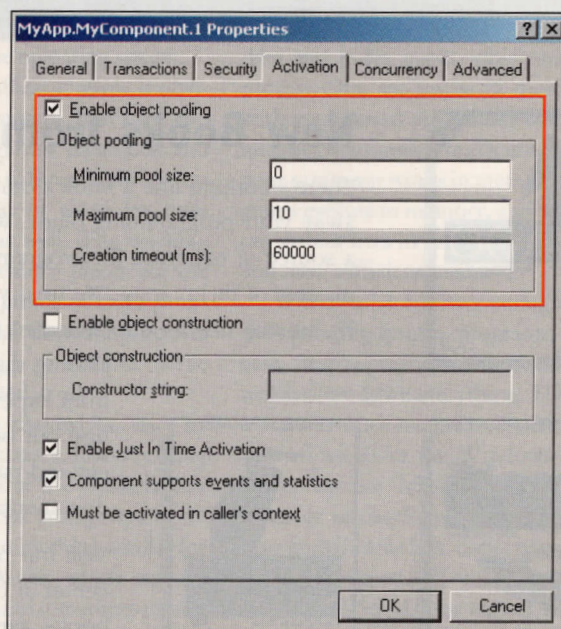 MyApp.MyComponent.1 Properties
General Transactions Security Activation Concurrency Advanced
Enable object pooling
Object pooling
Minimum pool size: 0
Maximum pool size: 10
Creation timeout (ms): 60000
Enable object construction
Object construction
Constructor string:
Enable Just In Time Activation
Component supports events and statistics
Must be activated in caller's context
OK Cancel